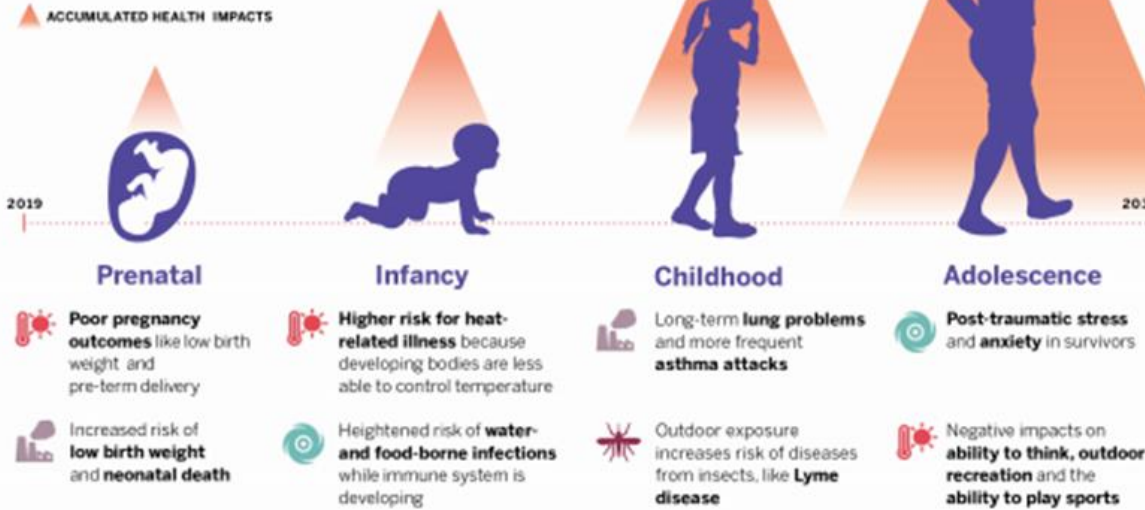 ACCUMULATED HEALTH IMPACTS
2019
Prenatal
Poor pregnancy
outcomes like low birth
weight and
pre-term delivery
Increased risk of
low birth weight
and neonatal death
Infancy
Higher risk for heat-
related illness because
developing bodies are less
able to control temperature
Heightened risk of water-
and food-borne infections
while immune system is
developing
Childhood
Long-term lung problems
and more frequent
asthma attacks
Outdoor exposure
increases risk of diseases
from insects, like Lyme
disease
Adolescence
Post-traumatic stress
and anxiety in survivors
Negative impacts on
ability to think, outdoor
recreation and the
ability to play sports